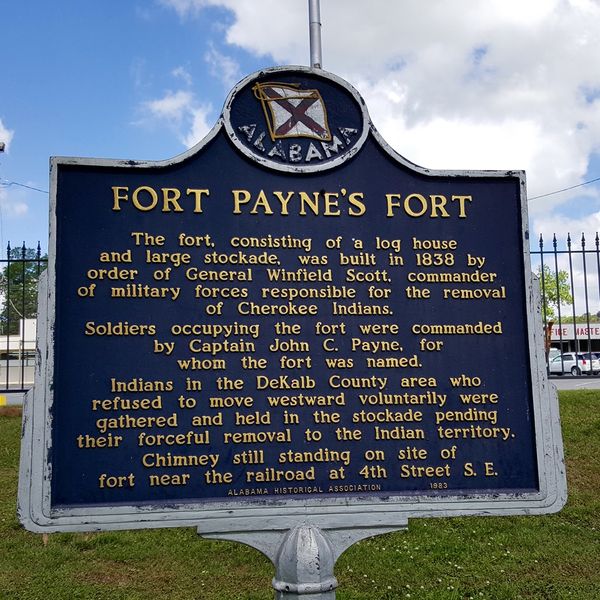 ALABAMA
FORT PAYNE'S FORT
The fort, consisting of a log house
and large stockade, was built in 1838 by
order of General Winfield Scott, commander
of military forces responsible for the removal
of Cherokee Indians.
Soldiers occupying the fort were commanded
by Captain John C. Payne, for
whom the fort was named.
Indians in the DeKalb County area who
refused to move westward voluntarily were
gathered and held in the stockade pending
their forceful removal to the Indian territory.
Chimney still standing on site of
fort near the railroad at 4th Street S. E.
ALABAMA HISTORICAL ASSOCIATION 1983